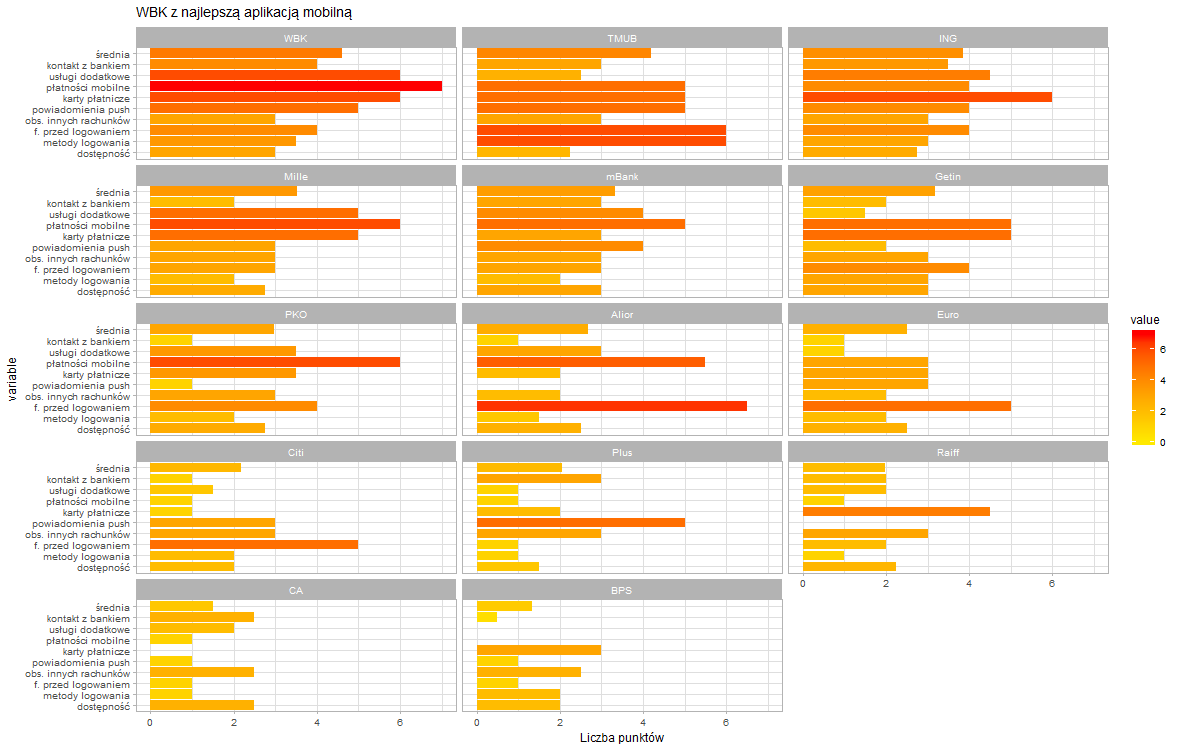 WBK z najlepszą aplikacją mobilną
WBK TMUB ING
średnia
kontakt z bankiem
usługi dodatkowe
płatności mobilne
karty płatnicze
powiadomienia push
obs. innych rachunków
f. przed logowaniem
metody logowania
dostępność
Mille mBank Getin
średnia
kontakt z bankiem
usługi dodatkowe
płatności mobilne
karty płatnicze
powiadomienia push
obs. innych rachunków
f. przed logowaniem
metody logowania
dostępność
PKO Alior Euro
średnia
kontakt z bankiem
usługi dodatkowe
płatności mobilne
karty płatnicze
powiadomienia push
obs. innych rachunków
f. przed logowaniem
metody logowania
dostępność
Citi Plus Raiff
średnia
kontakt z bankiem
usługi dodatkowe
płatności mobilne
karty płatnicze
powiadomienia push
obs. innych rachunków
f. przed logowaniem
metody logowania
dostępność
0 2 4 6
CA BPS
średnia
kontakt z bankiem
usługi dodatkowe
płatności mobilne
karty płatnicze
powiadomienia push
obs. innych rachunków
f. przed logowaniem
metody logowania
dostępność
0 2 4 6 0 2 4 6
Liczba punktów
variable
value
6
4
2
0